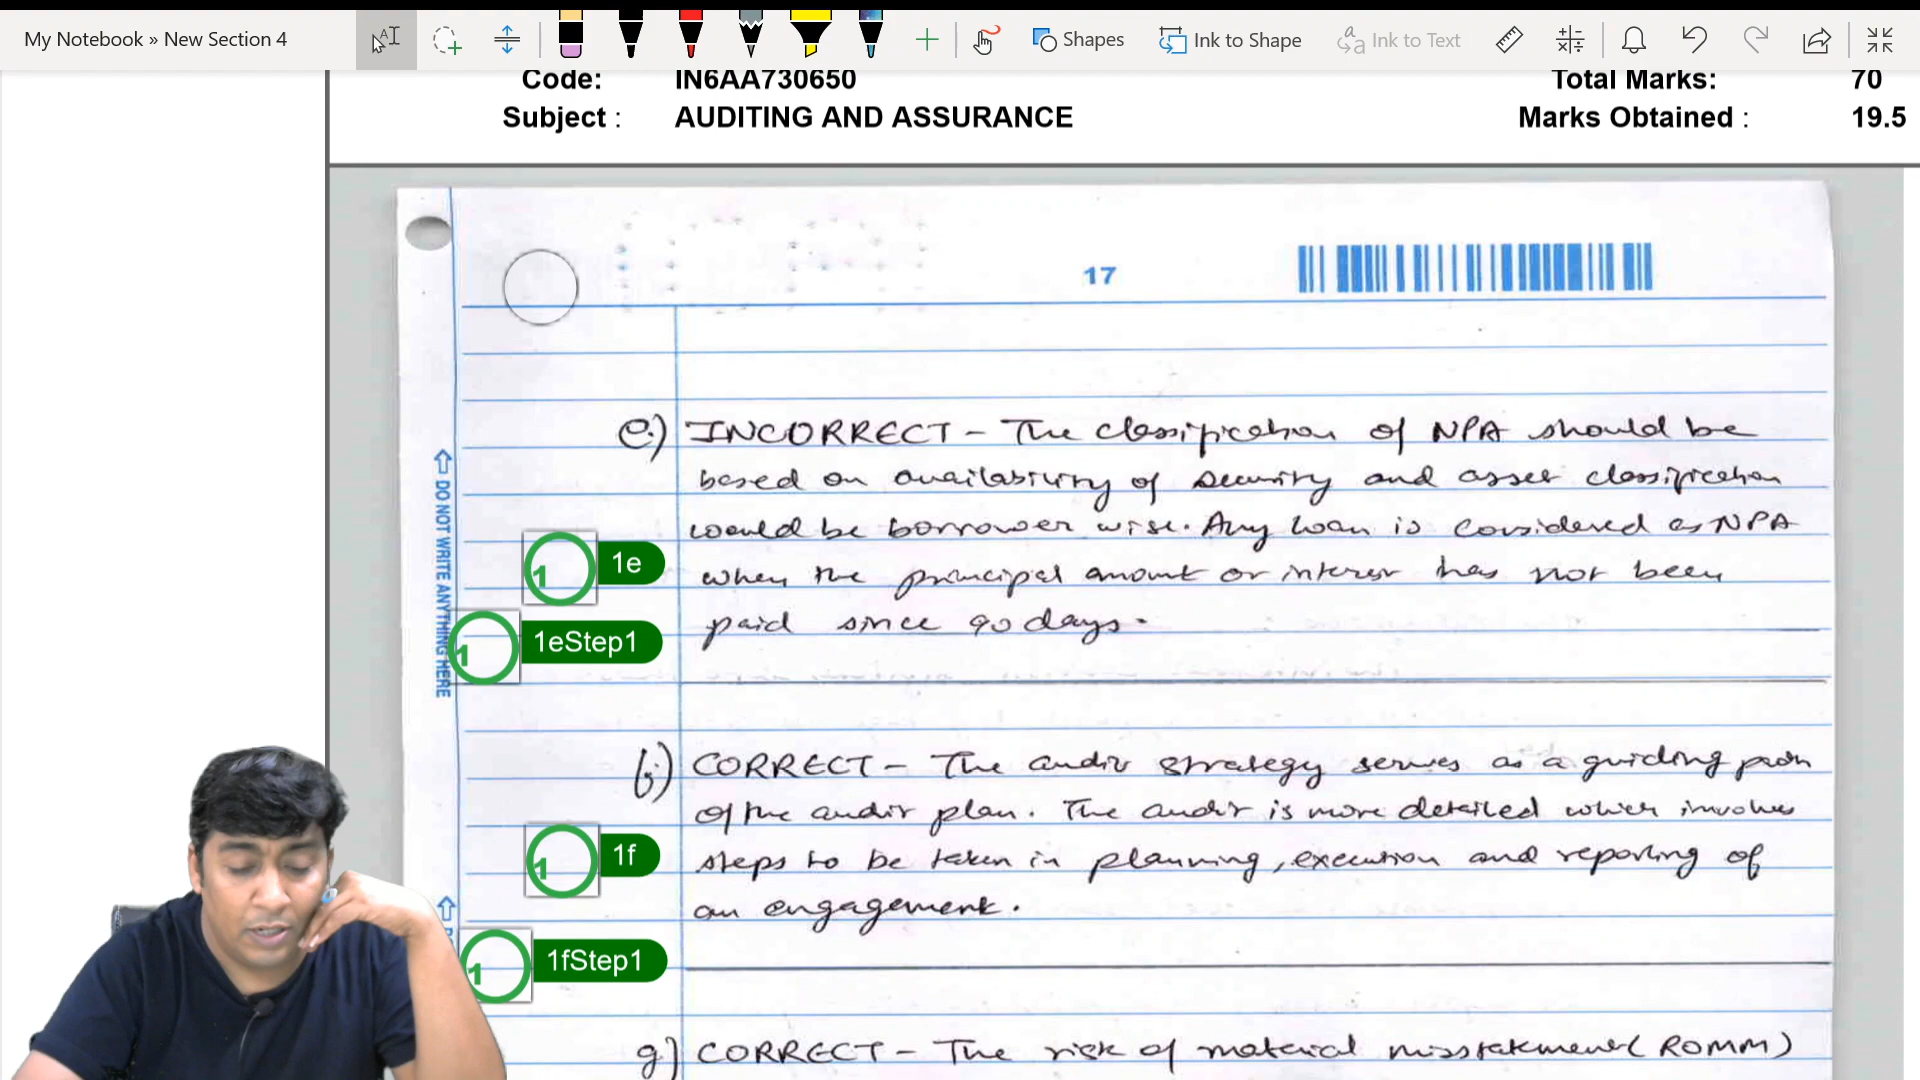 My Notebook » New Section 4
Shapes
Ink to Shape
Ink to Text
Code: IN6AA730650 Total Marks: 70
Subject : AUDITING AND ASSURANCE Marks Obtained : 19.5
17
DO NOT WRITE ANYTHING HERE
e.) INCORRECT - The classification of NPA should be
based on availability of security and asset classification
would be borrower wise. Any loan is considered as NPA
1 1e when the principal amount or interest has not been
1 1eStep1 paid since 90 days.
f.) CORRECT - The audit strategy serves as a guiding path
of the audit plan. The audit is more detailed which involves
1 1f steps to be taken in planning, execution and reporting of
an engagement.
1 1fStep1
g) CORRECT - The risk of material misstatement (ROMM)